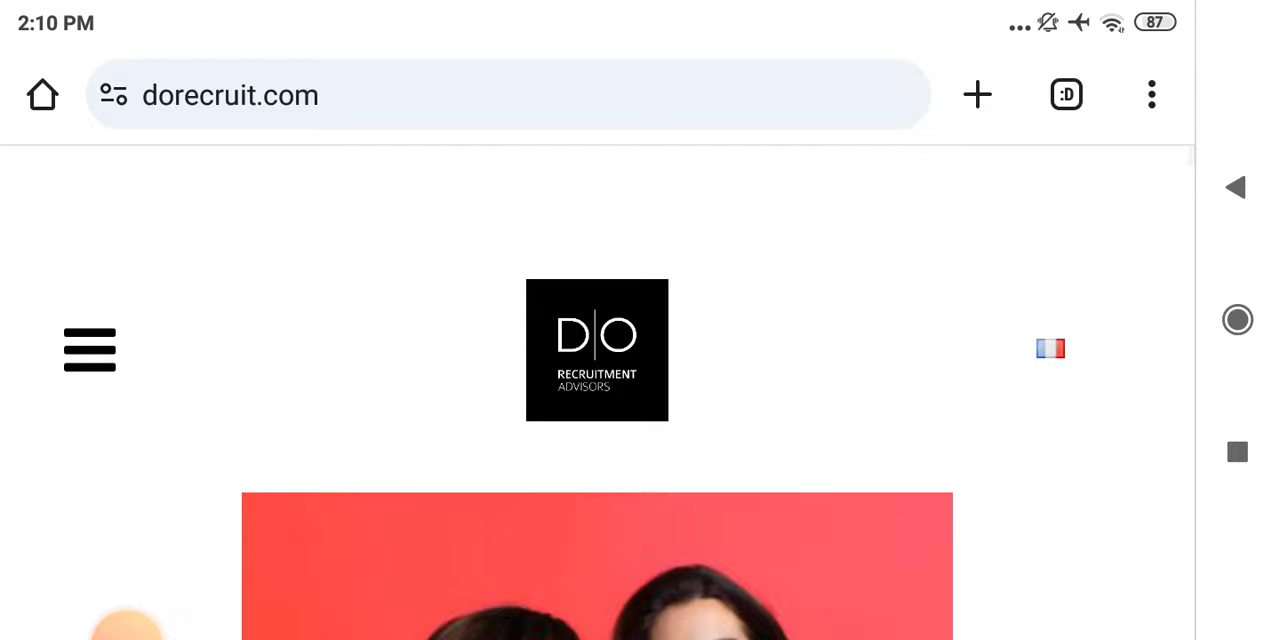 2:10 PM
87
dorecruit.com
:D
D|O
RECRUITMENT
ADVISORS